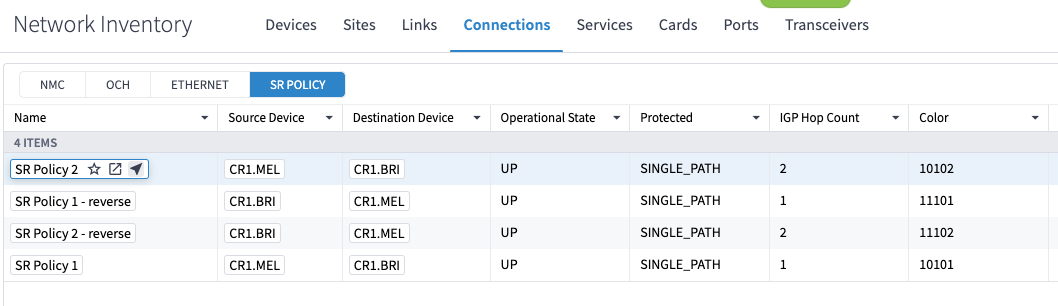 Network Inventory Devices Sites Links Connections Services Cards Ports Transceivers
NMC OCH ETHERNET SR POLICY
Name Source Device Destination Device Operational State Protected IGP Hop Count Color
4 ITEMS
SR Policy 2 CR1.MEL CR1.BRI UP SINGLE_PATH 2 10102
SR Policy 1 - reverse CR1.BRI CR1.MEL UP SINGLE_PATH 1 11101
SR Policy 2 - reverse CR1.BRI CR1.MEL UP SINGLE_PATH 2 11102
SR Policy 1 CR1.MEL CR1.BRI UP SINGLE_PATH 1 10101